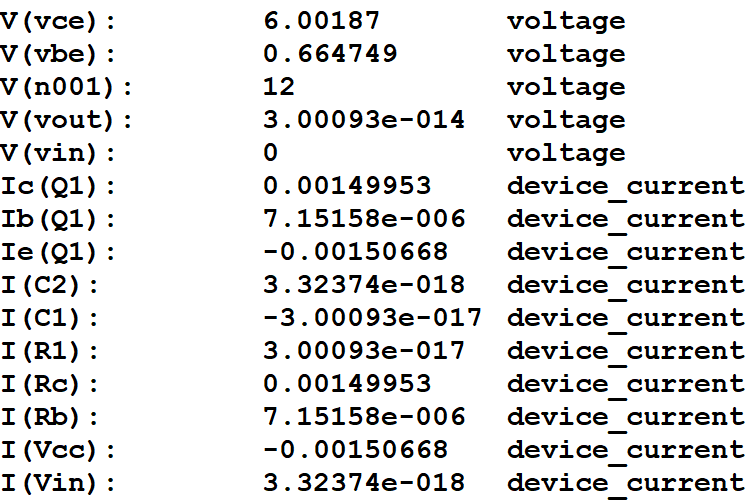 V(vce): 6.00187 voltage
V(vbe): 0.664749 voltage
V(n001): 12 voltage
V(vout): 3.00093e-014 voltage
V(vin): 0 voltage
Ic(Q1): 0.00149953 device_current
Ib(Q1): 7.15158e-006 device_current
Ie(Q1): -0.00150668 device_current
I(C2): 3.32374e-018 device_current
I(C1): -3.00093e-017 device_current
I(R1): 3.00093e-017 device_current
I(Rc): 0.00149953 device_current
I(Rb): 7.15158e-006 device_current
I(Vcc): -0.00150668 device_current
I(Vin): 3.32374e-018 device_current